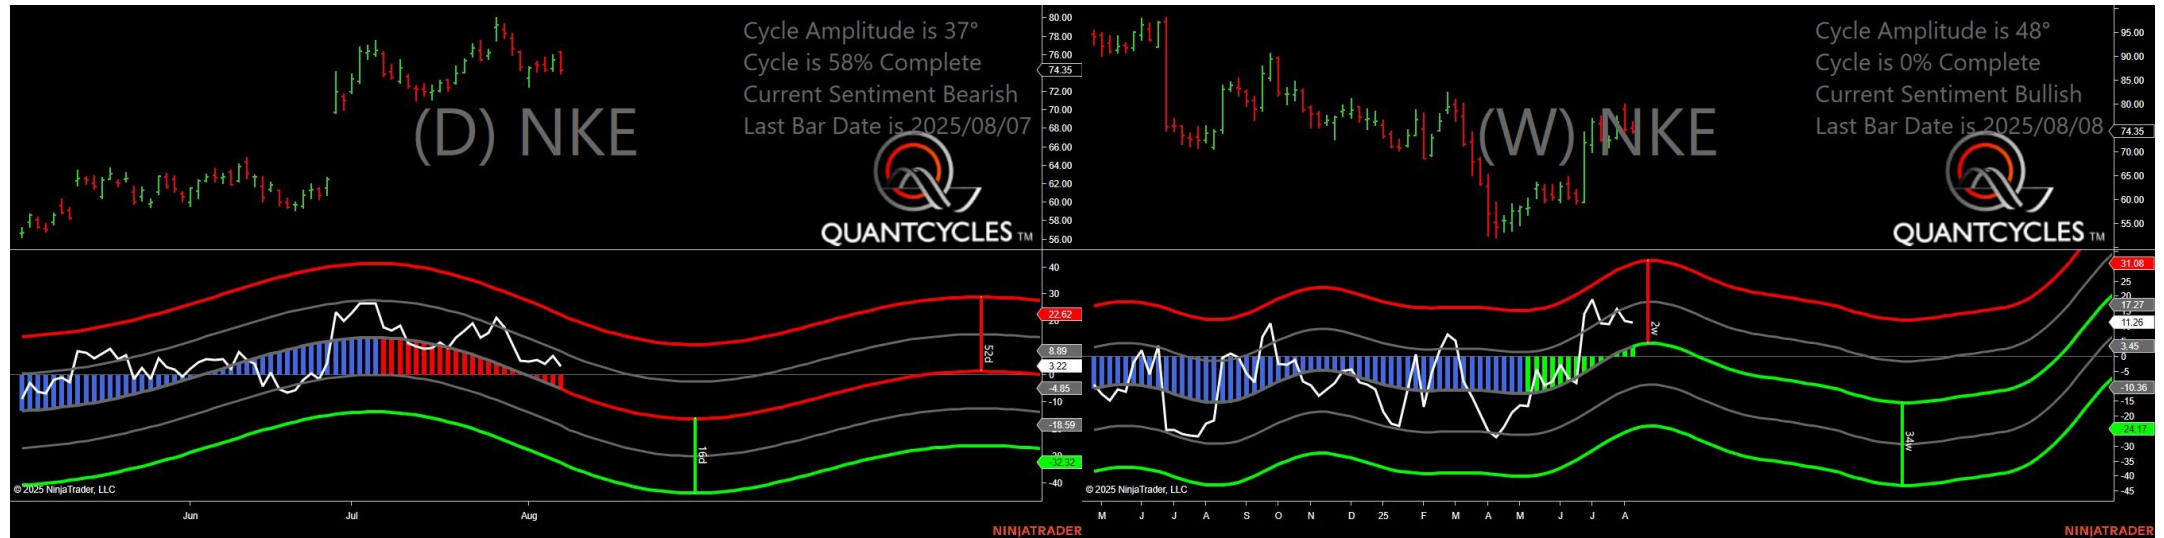 Cycle Amplitude is 37°
Cycle is 58% Complete
Current Sentiment Bearish
Last Bar Date is 2025/08/07
(D) NKE
QUANTCYCLES TM
80.00
78.00
76.00
74.35
72.00
70.00
68.00
66.00
64.00
62.00
60.00
58.00
56.00
40
30
22.62
20
8.89
3.22
0
-4.85
-10
-18.59
-32.32
-40
52d
16d
© 2025 NinjaTrader, LLC
Jun
Jul
Aug
NINJATRADER
Cycle Amplitude is 48°
Cycle is 0% Complete
Current Sentiment Bullish
Last Bar Date is 2025/08/08
(W) NKE
QUANTCYCLES TM
95.00
90.00
85.00
80.00
74.35
70.00
65.00
60.00
55.00
31.08
25
20
17.27
11.26
3.45
0
-5
-10.36
-15
-20
-24.17
-30
-35
-40
-45
2w
34w
© 2025 NinjaTrader, LLC
M
J
J
A
S
O
N
D
25
F
M
A
M
J
J
A
NINJATRADER